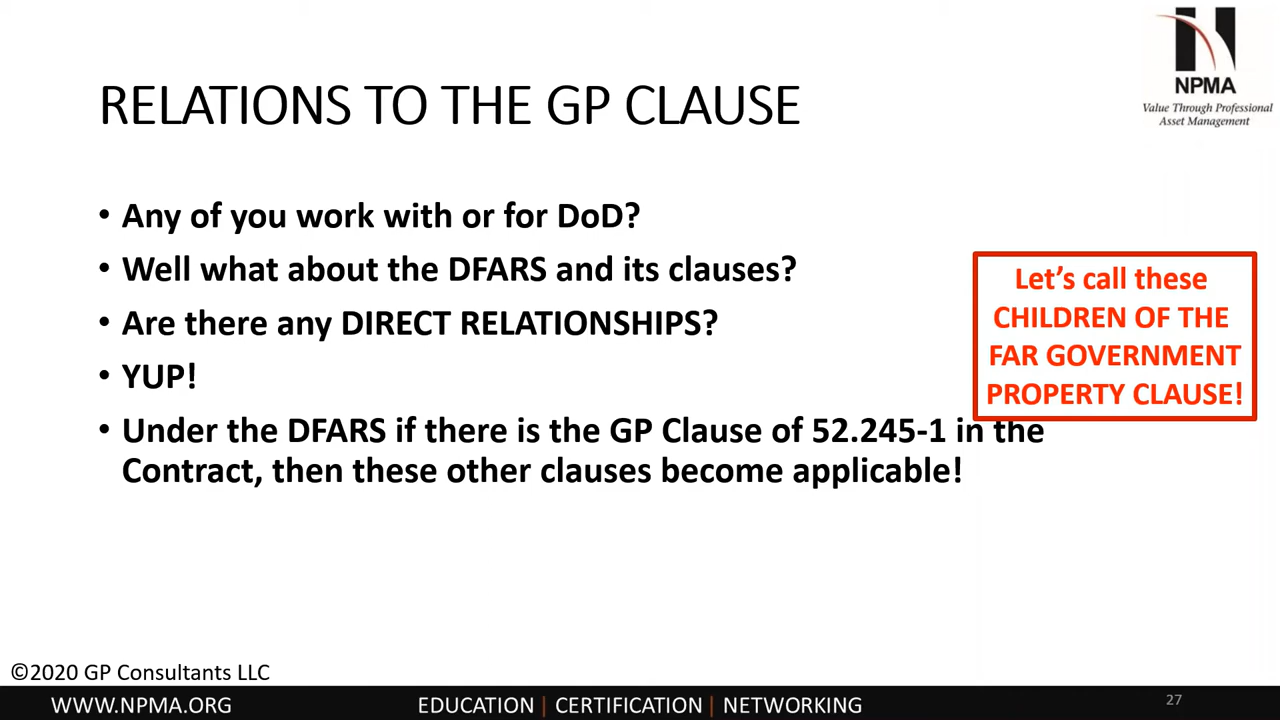 NPMA
Value Through Professional
Asset Management
RELATIONS TO THE GP CLAUSE
• Any of you work with or for DoD?
• Well what about the DFARS and its clauses?
• Are there any DIRECT RELATIONSHIPS?
• YUP!
• Under the DFARS if there is the GP Clause of 52.245-1 in the
Contract, then these other clauses become applicable!
Let’s call these
CHILDREN OF THE
FAR GOVERNMENT
PROPERTY CLAUSE!
©2020 GP Consultants LLC
WWW.NPMA.ORG
EDUCATION | CERTIFICATION | NETWORKING
27